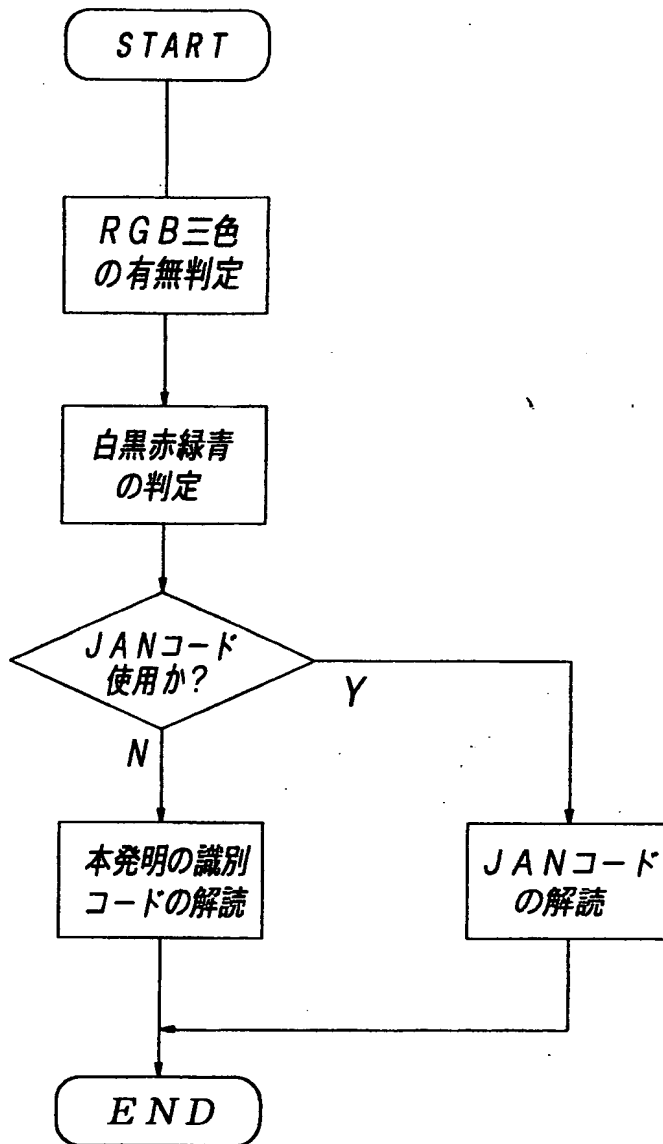 START
RGB三色
の有無判定
白黒赤緑青
の判定
JANコード
使用か?
Y
N
本発明の識別
コードの解読
JANコード
の解読
END